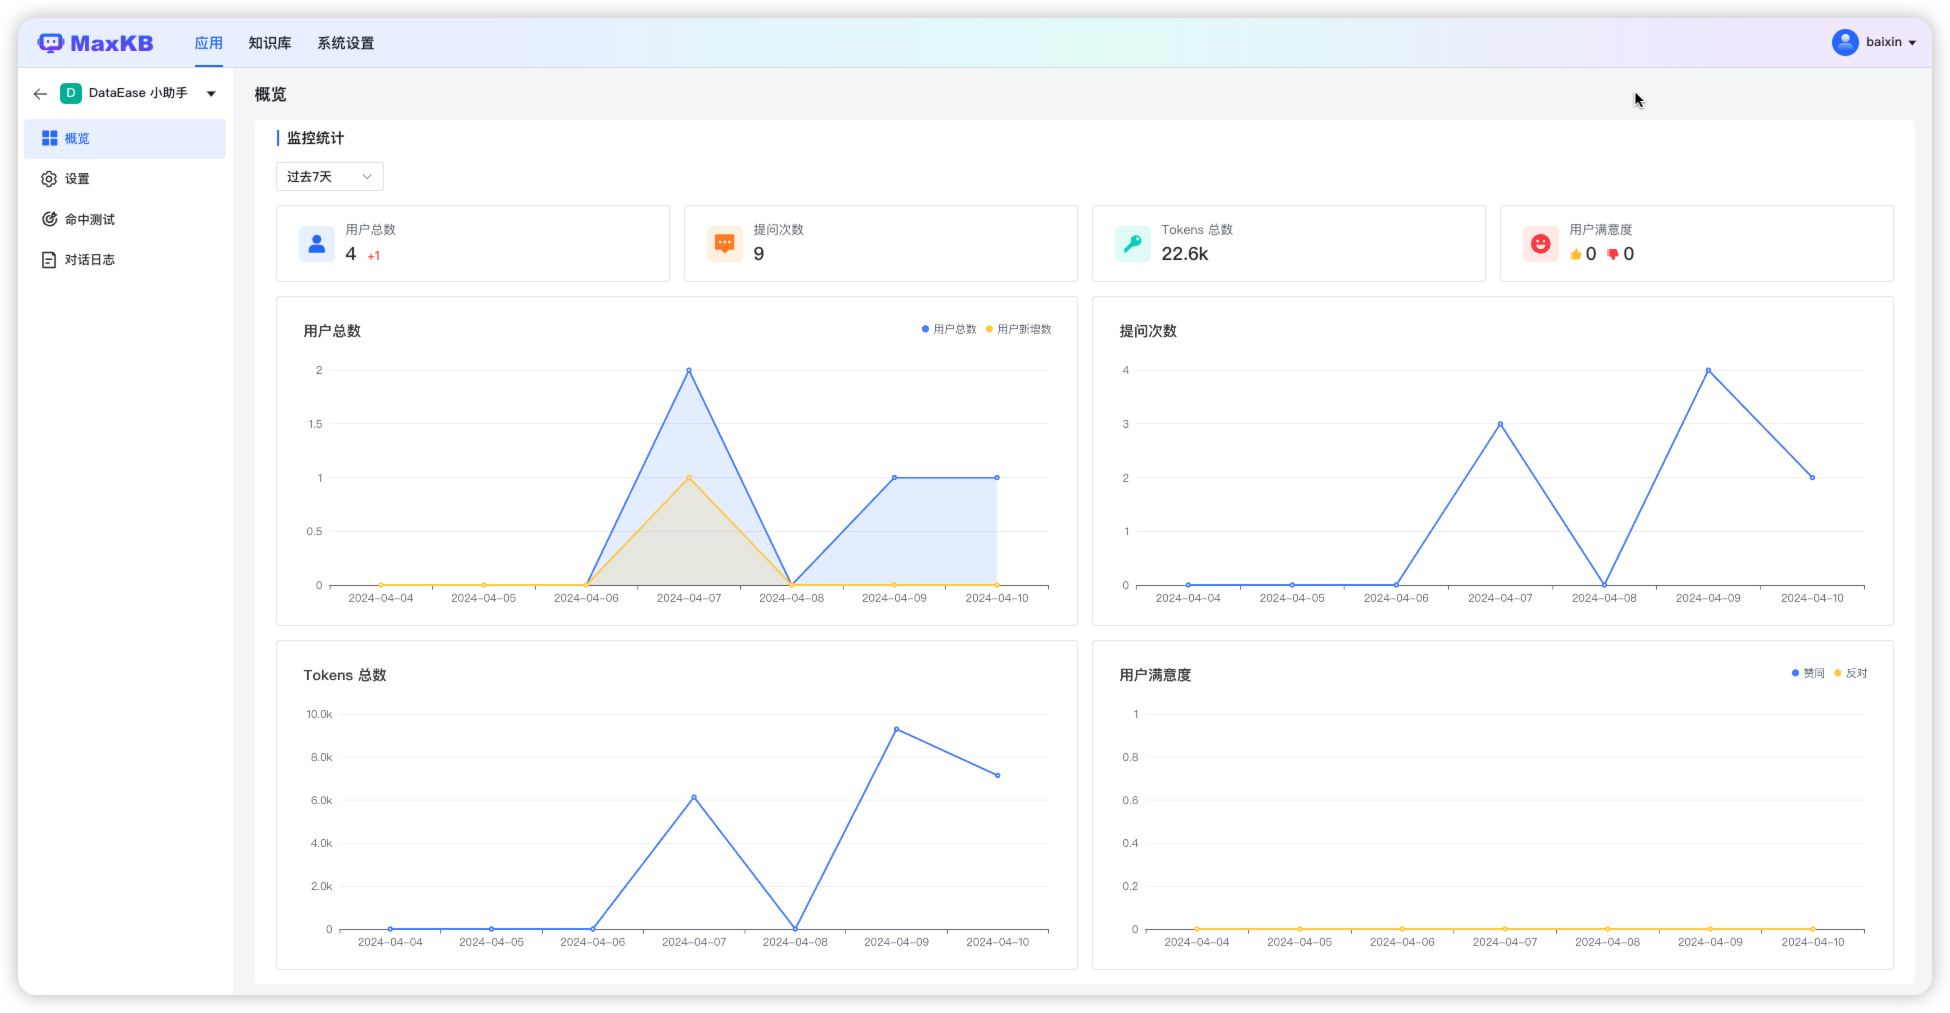 MaxKB 应用 知识库 系统设置 baixin
D DataEase 小助手
概览
设置
命中测试
对话日志
概览
监控统计
过去7天
用户总数
4 +1
提问次数
9
Tokens 总数
22.6k
用户满意度
0 0
用户总数
用户总数 用户新增数
2
1.5
1
0.5
0
2024-04-04 2024-04-05 2024-04-06 2024-04-07 2024-04-08 2024-04-09 2024-04-10
提问次数
4
3
2
1
0
2024-04-04 2024-04-05 2024-04-06 2024-04-07 2024-04-08 2024-04-09 2024-04-10
Tokens 总数
10.0k
8.0k
6.0k
4.0k
2.0k
0
2024-04-04 2024-04-05 2024-04-06 2024-04-07 2024-04-08 2024-04-09 2024-04-10
用户满意度
赞同 反对
1
0.8
0.6
0.4
0.2
0
2024-04-04 2024-04-05 2024-04-06 2024-04-07 2024-04-08 2024-04-09 2024-04-10